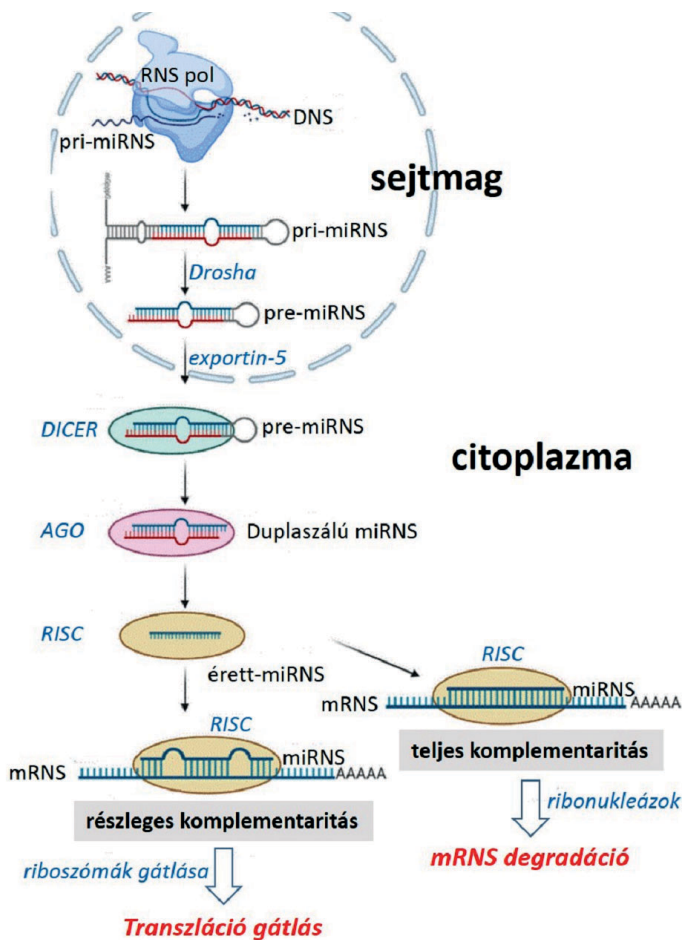 RNS pol
DNS
pri-miRNS
sejtmag
pri-miRNS
Drosha
pre-miRNS
exportin-5
DICER
pre-miRNS
citoplazma
AGO
Duplaszálú miRNS
RISC
érett-miRNS
RISC
mRNS
miRNS
AAAAA
teljes komplementaritás
ribonukleázok
mRNS degradáció
RISC
mRNS
miRNS
AAAAA
részleges komplementaritás
riboszómák gátlása
Transzláció gátlás